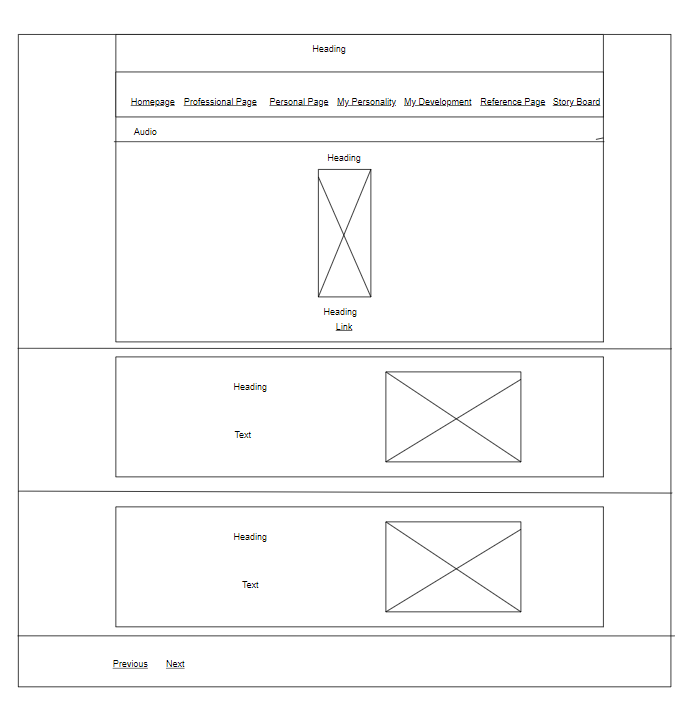 Heading
Homepage Professional Page Personal Page My Personality My Development Reference Page Story Board
Audio
Heading
Heading
Link
Heading
Text
Heading
Text
Previous Next